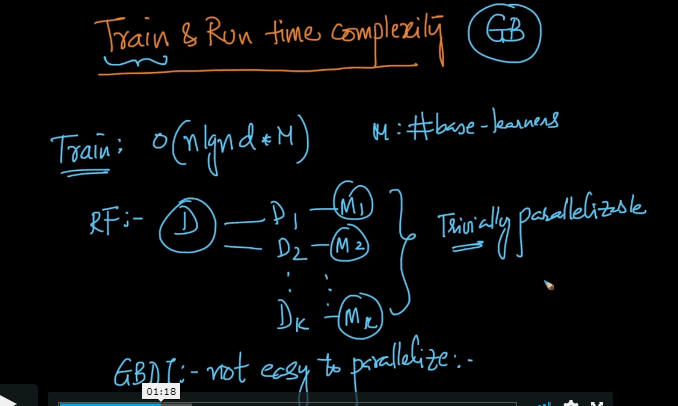 Train & Run time complexity GB
Train: O(n lgn d * M) M: #base-learners
RF:- D D1 M1 Trivially parallelizable
D2 M2
DK MK
GBDT:- not easy to parallelize:-
01:18